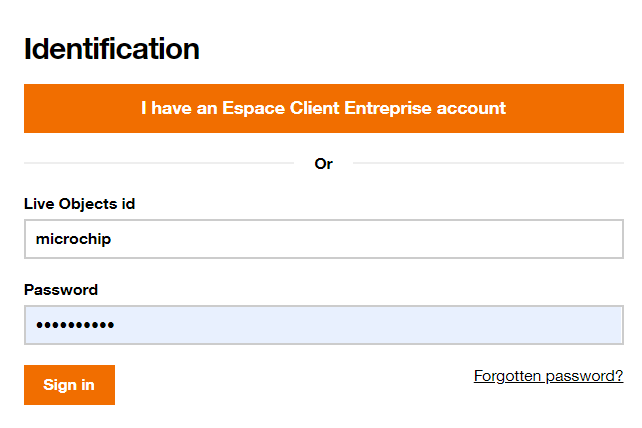 Identification
I have an Espace Client Entreprise account
Or
Live Objects id
microchip
Password
••••••••••
Sign in
Forgotten password?